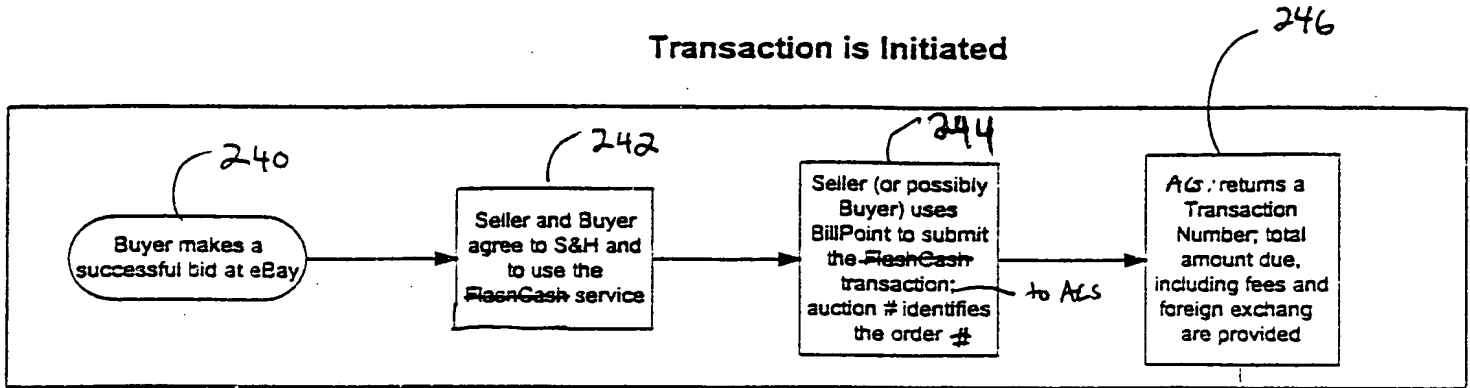 246
Transaction is Initiated
240
242
244
Buyer makes a
successful bid at eBay
Seller and Buyer
agree to S&H and
to use the
FlashCash service
Seller (or possibly
Buyer) uses
BillPoint to submit
the FlashCash
transaction;
to ACS
auction # identifies
the order #
ACS returns a
Transaction
Number; total
amount due,
including fees and
foreign exchang
are provided